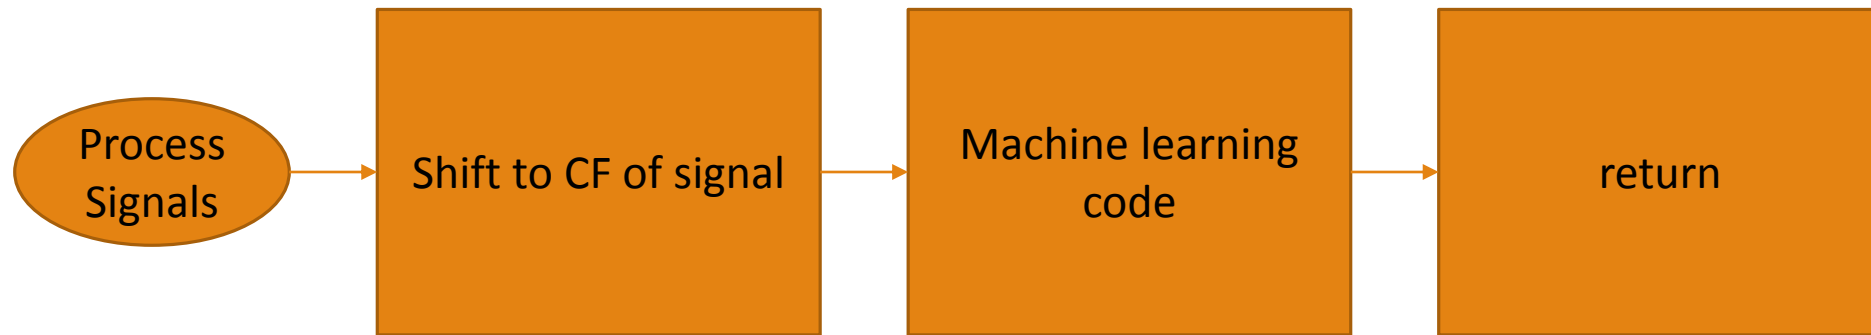 Process
Signals
Shift to CF of signal
Machine learning
code
return